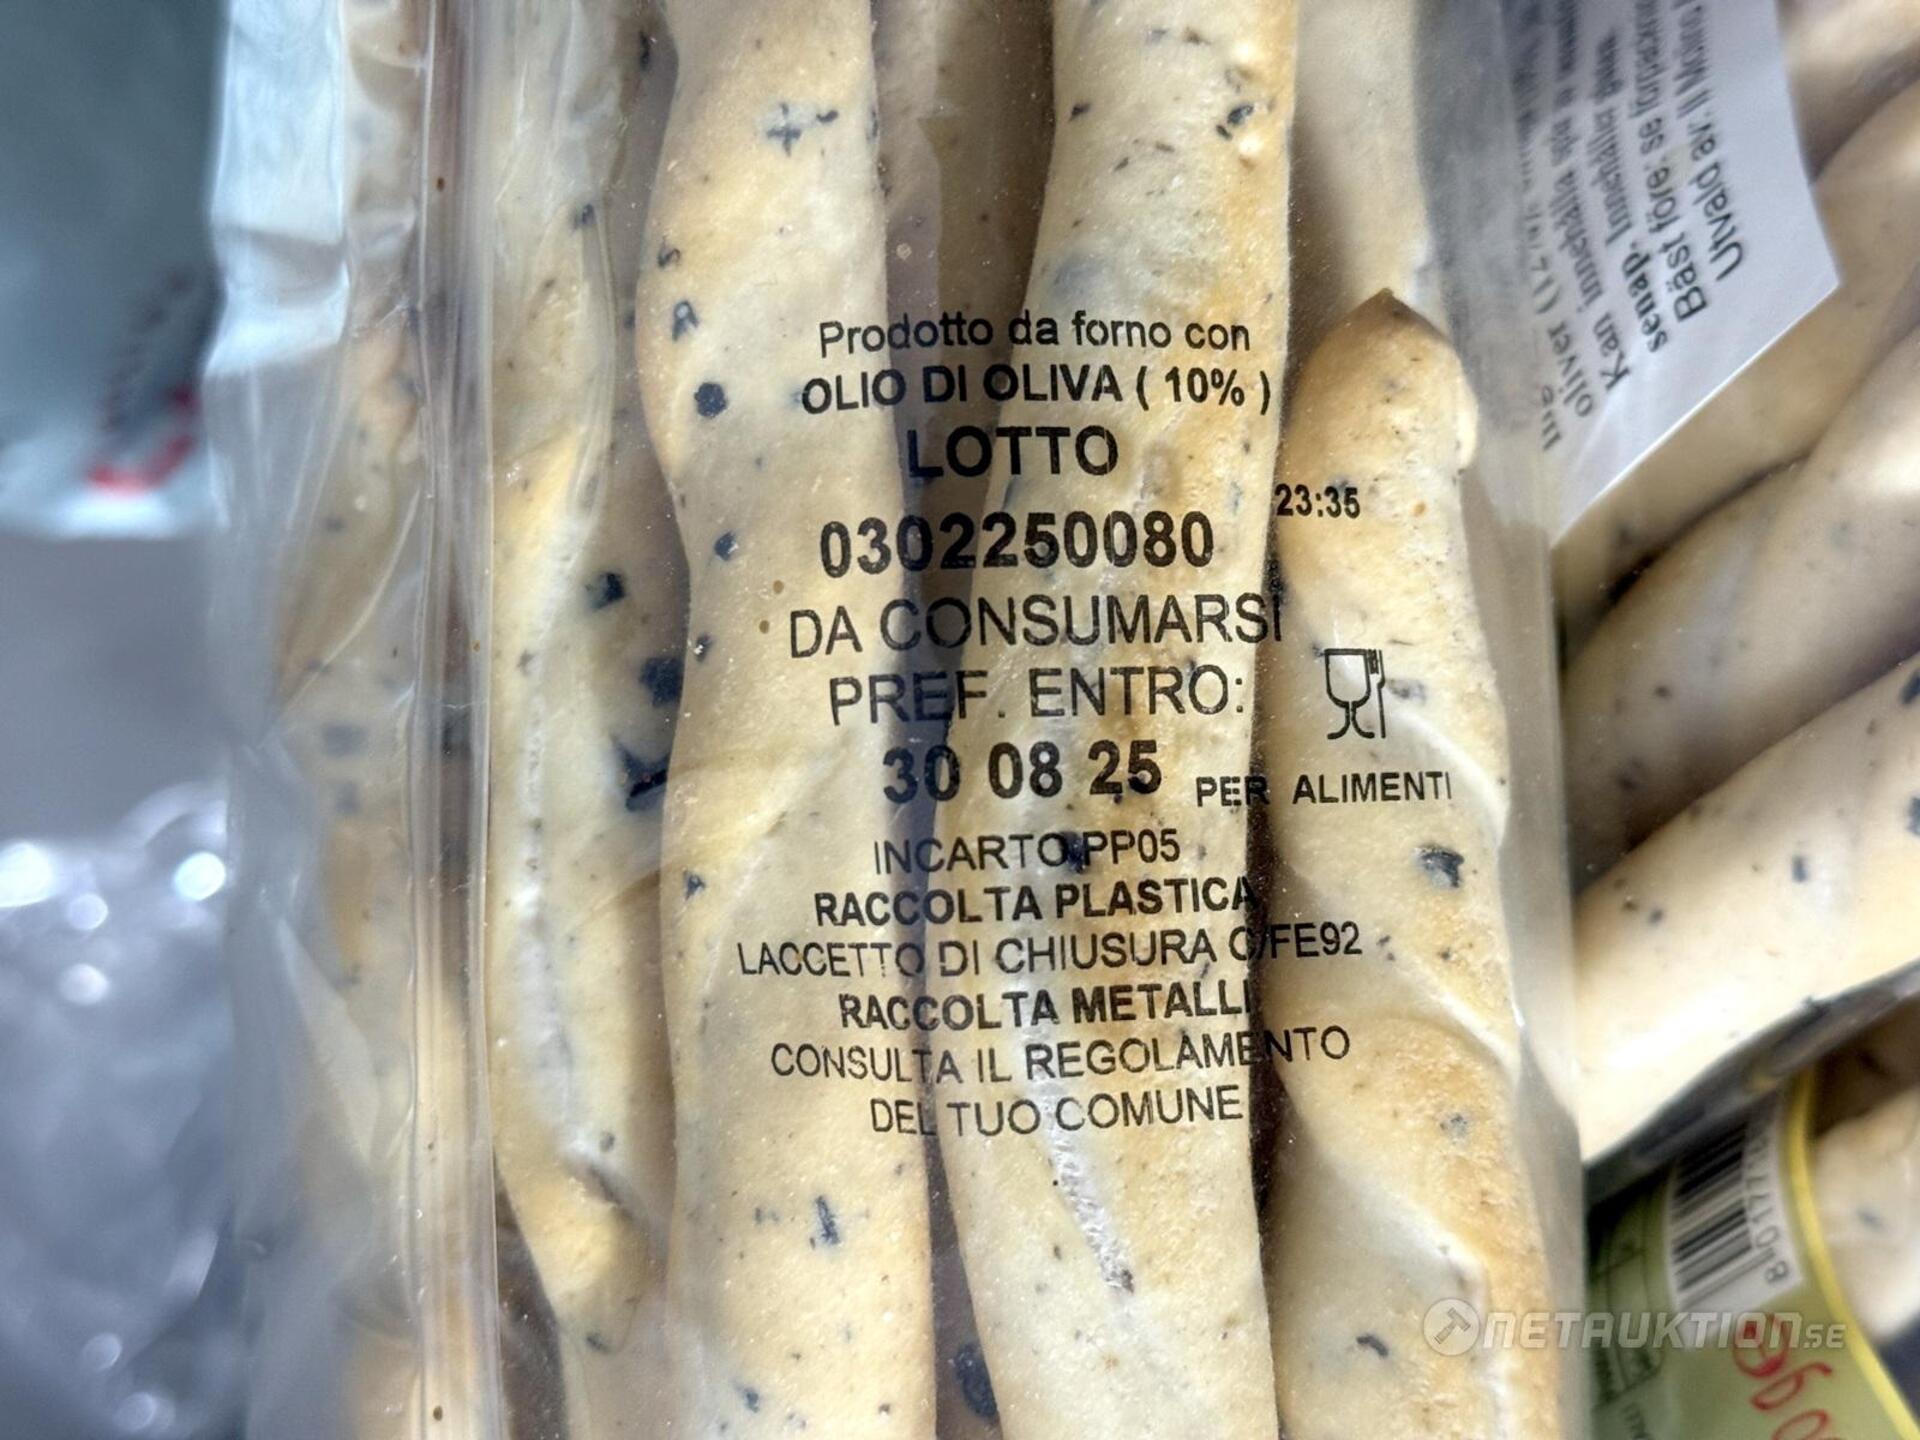 Prodotto da forno con
OLIO DI OLIVA ( 10% )
LOTTO
23:35
0302250080
DA CONSUMARSI
PREF. ENTRO:
30 08 25
PER ALIMENTI
INCARTO PP05
RACCOLTA PLASTICA
LACCETTO DI CHIUSURA C/FE92
RACCOLTA METALLI
CONSULTA IL REGOLAMENTO
DEL TUO COMUNE
oliver
Kan innehålla
senap. Innehåller
Bäst före: se
Utvald av: Il
NETAUKTION.SE